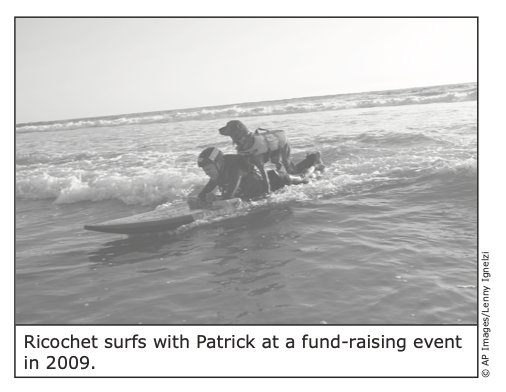 Ricochet surfs with Patrick at a fund-raising event
in 2009.
© AP Images/Lenny Ignelzi